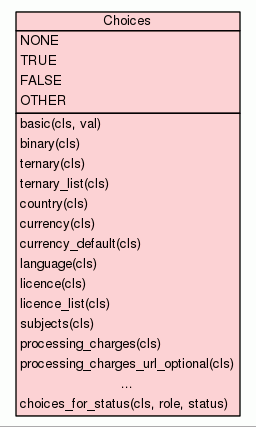 Choices
NONE
TRUE
FALSE
OTHER
basic(cls, val)
binary(cls)
ternary(cls)
ternary_list(cls)
country(cls)
currency(cls)
currency_default(cls)
language(cls)
licence(cls)
licence_list(cls)
subjects(cls)
processing_charges(cls)
processing_charges_url_optional(cls)
...
choices_for_status(cls, role, status)